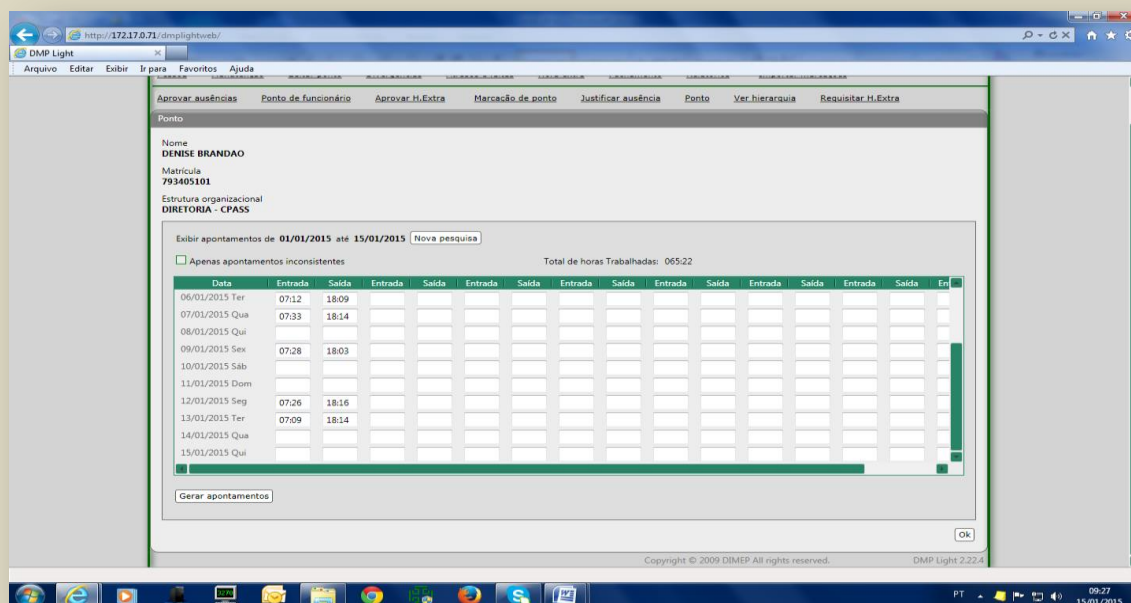 http://172.17.0.71/dmplightweb/
DMP Light
Arquivo Editar Exibir Ir para Favoritos Ajuda
Aprovar ausências Ponto de funcionário Aprovar H.Extra Marcação de ponto Justificar ausência Ponto Ver hierarquia Requisitar H.Extra
Ponto
Nome
DENISE BRANDAO
Matrícula
793405101
Estrutura organizacional
DIRETORIA - CPASS
Exibir apontamentos de 01/01/2015 até 15/01/2015 Nova pesquisa
Apenas apontamentos inconsistentes Total de horas Trabalhadas: 065:22
Data Entrada Saída Entrada Saída Entrada Saída Entrada Saída Entrada Saída Entrada Saída Entrada Saída En
06/01/2015 Ter 07:12 18:09
07/01/2015 Qua 07:33 18:14
08/01/2015 Qui
09/01/2015 Sex 07:28 18:03
10/01/2015 Sáb
11/01/2015 Dom
12/01/2015 Seg 07:26 18:16
13/01/2015 Ter 07:09 18:14
14/01/2015 Qua
15/01/2015 Qui
Gerar apontamentos
Ok
Copyright © 2009 DIMEP All rights reserved. DMP Light 2.22.4
PT 09:27
15/01/2015